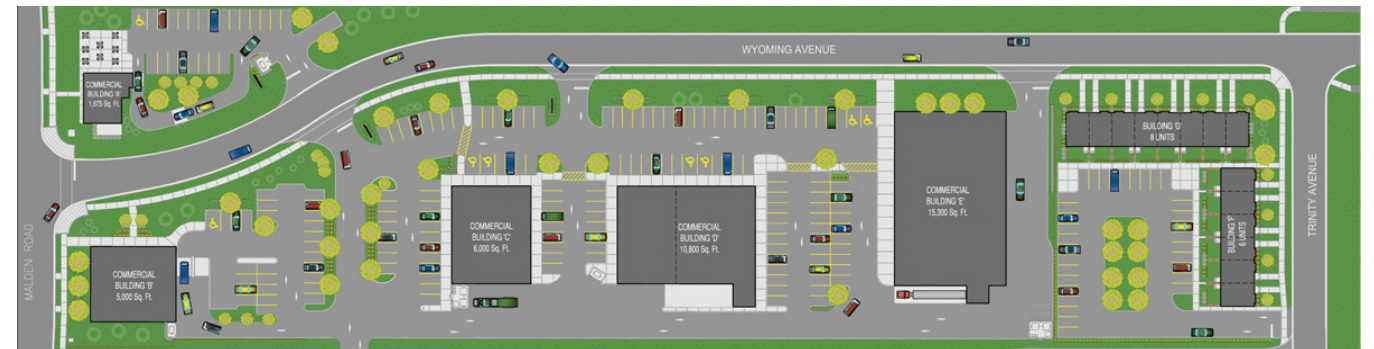 WYOMING AVENUE
COMMERCIAL
BUILDING 'A'
1,675 Sq. Ft.
BUILDING 'G'
8 UNITS
COMMERCIAL
BUILDING 'E'
15,300 Sq. Ft.
COMMERCIAL
BUILDING 'C'
6,000 Sq. Ft.
COMMERCIAL
BUILDING 'D'
10,800 Sq. Ft.
BUILDING 'F'
6 UNITS
TRINITY AVENUE
MALDEN ROAD
COMMERCIAL
BUILDING 'B'
5,000 Sq. Ft.